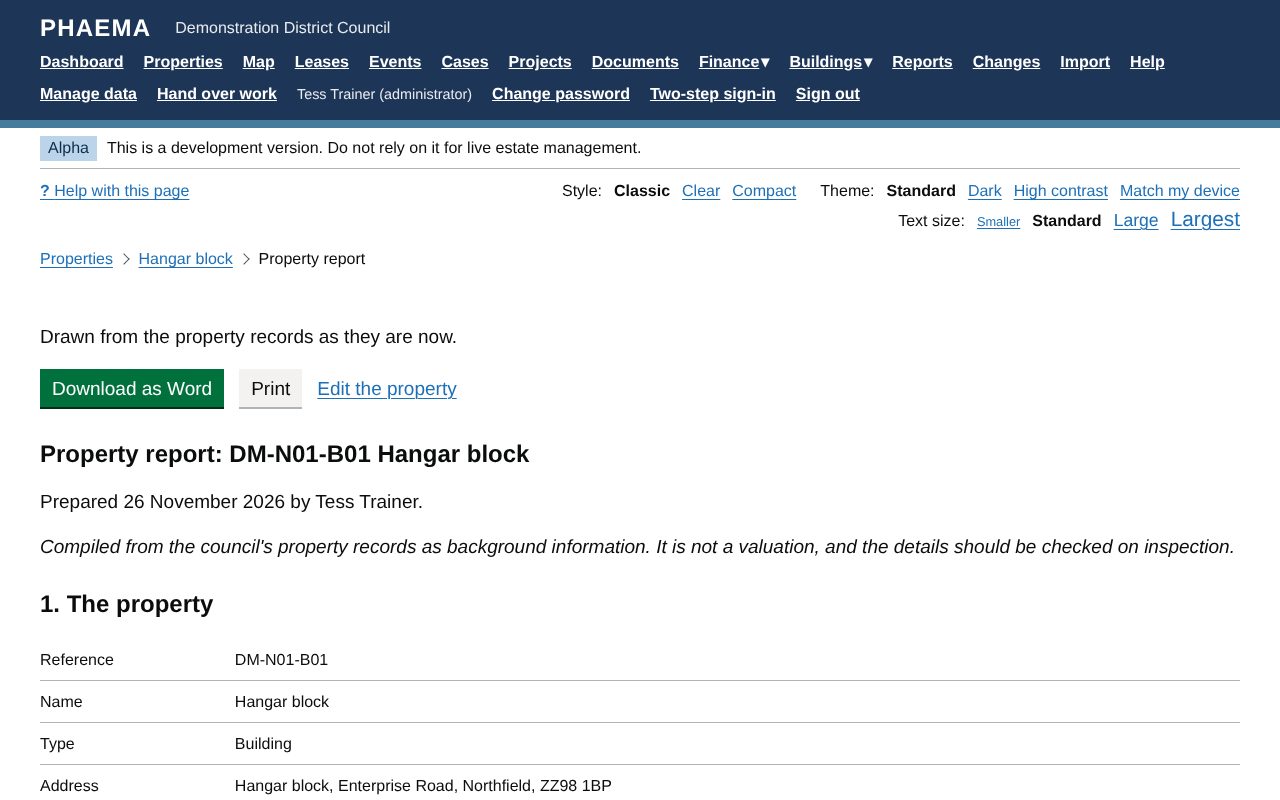 PHAEMA Demonstration District Council
Dashboard Properties Map Leases Events Cases Projects Documents Finance▾ Buildings▾ Reports Changes Import Help
Manage data Hand over work Tess Trainer (administrator) Change password Two-step sign-in Sign out
Alpha This is a development version. Do not rely on it for live estate management.
? Help with this page Style: Classic Clear Compact Theme: Standard Dark High contrast Match my device
Text size: Smaller Standard Large Largest
Properties > Hangar block > Property report
Drawn from the property records as they are now.
Download as Word Print Edit the property
Property report: DM-N01-B01 Hangar block
Prepared 26 November 2026 by Tess Trainer.
Compiled from the council's property records as background information. It is not a valuation, and the details should be checked on inspection.
1. The property
Reference DM-N01-B01
Name Hangar block
Type Building
Address Hangar block, Enterprise Road, Northfield, ZZ98 1BP